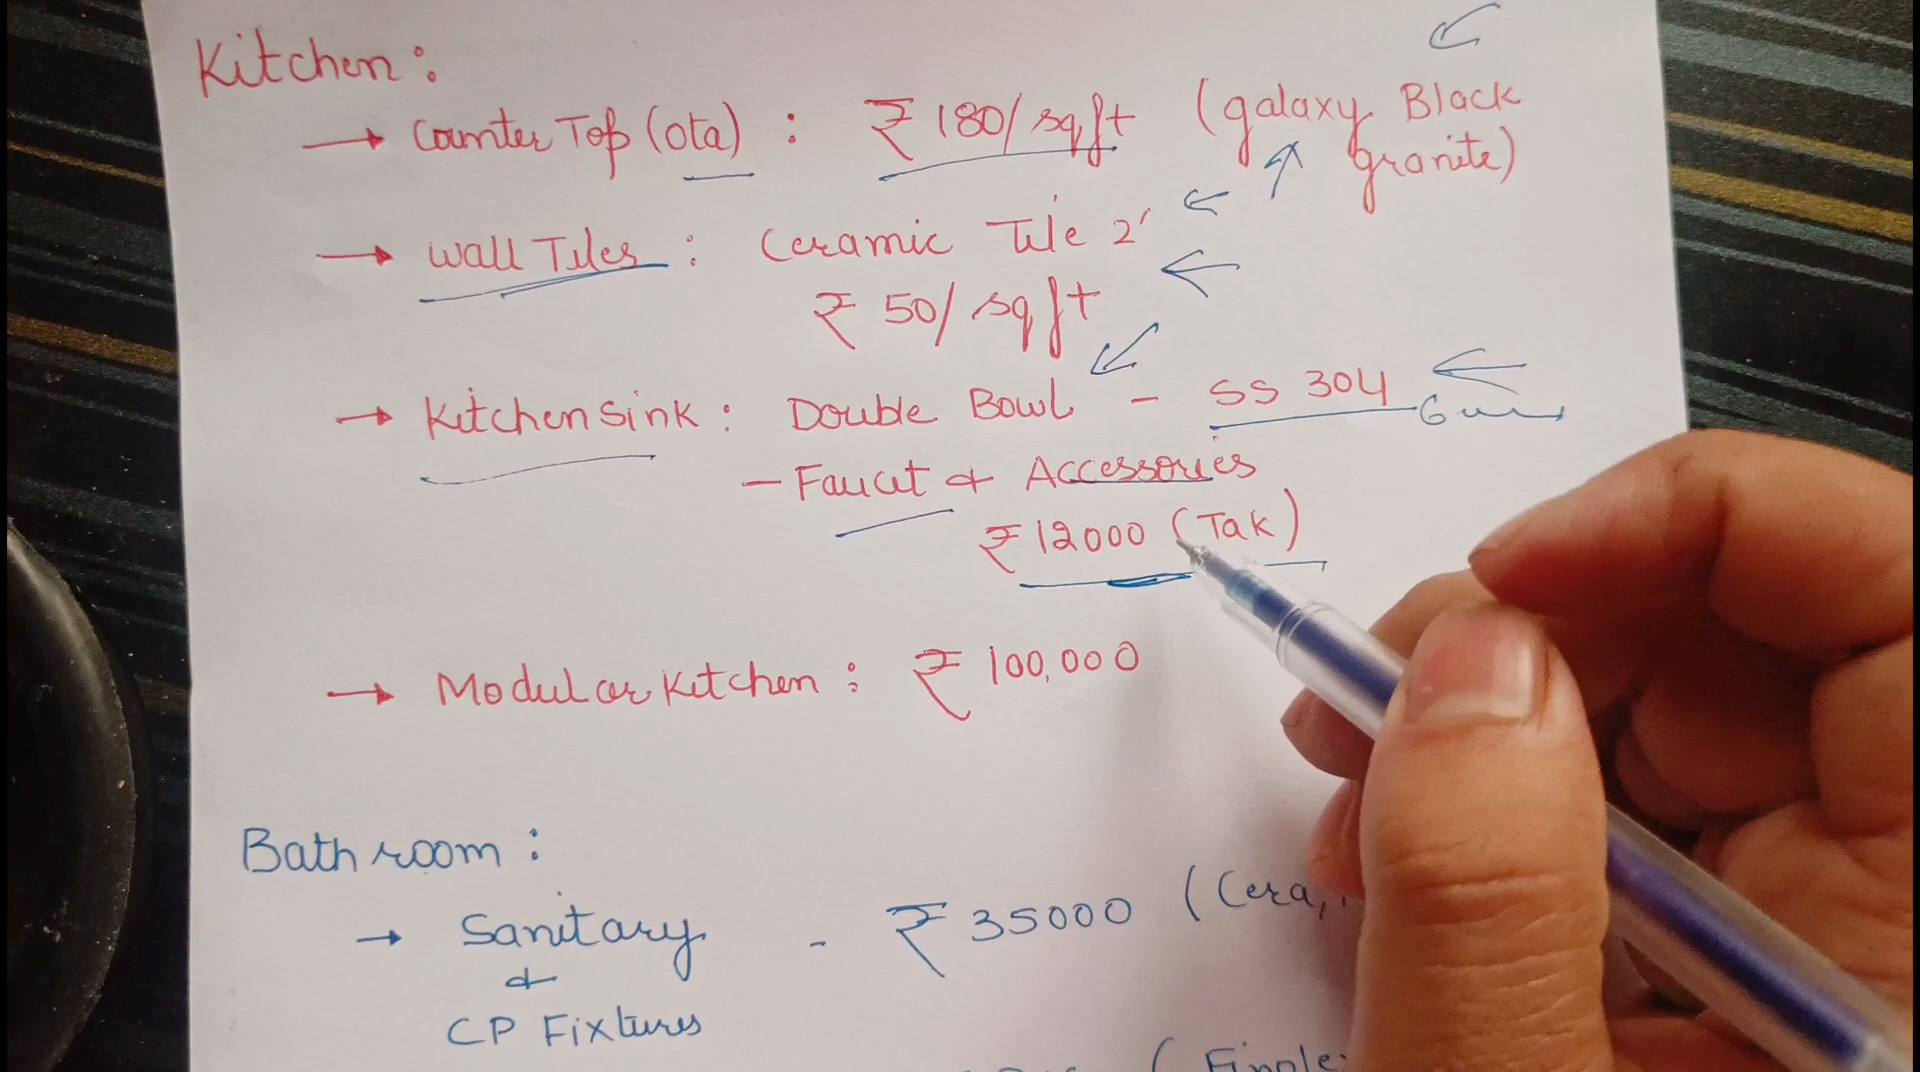 Kitchen :
→ Counter Top (Ota) : ₹ 180/sqft (galaxy Black
granite)
→ Wall Tiles : Ceramic Tile 2'
₹ 50/sqft
→ Kitchen Sink : Double Bowl - SS 304
- Faucet & Accessories
₹ 12000 (Tak)
→ Modular Kitchen : ₹ 100,000
Bathroom :
→ Sanitary - ₹ 35000 (Cera,
&
CP Fixtures